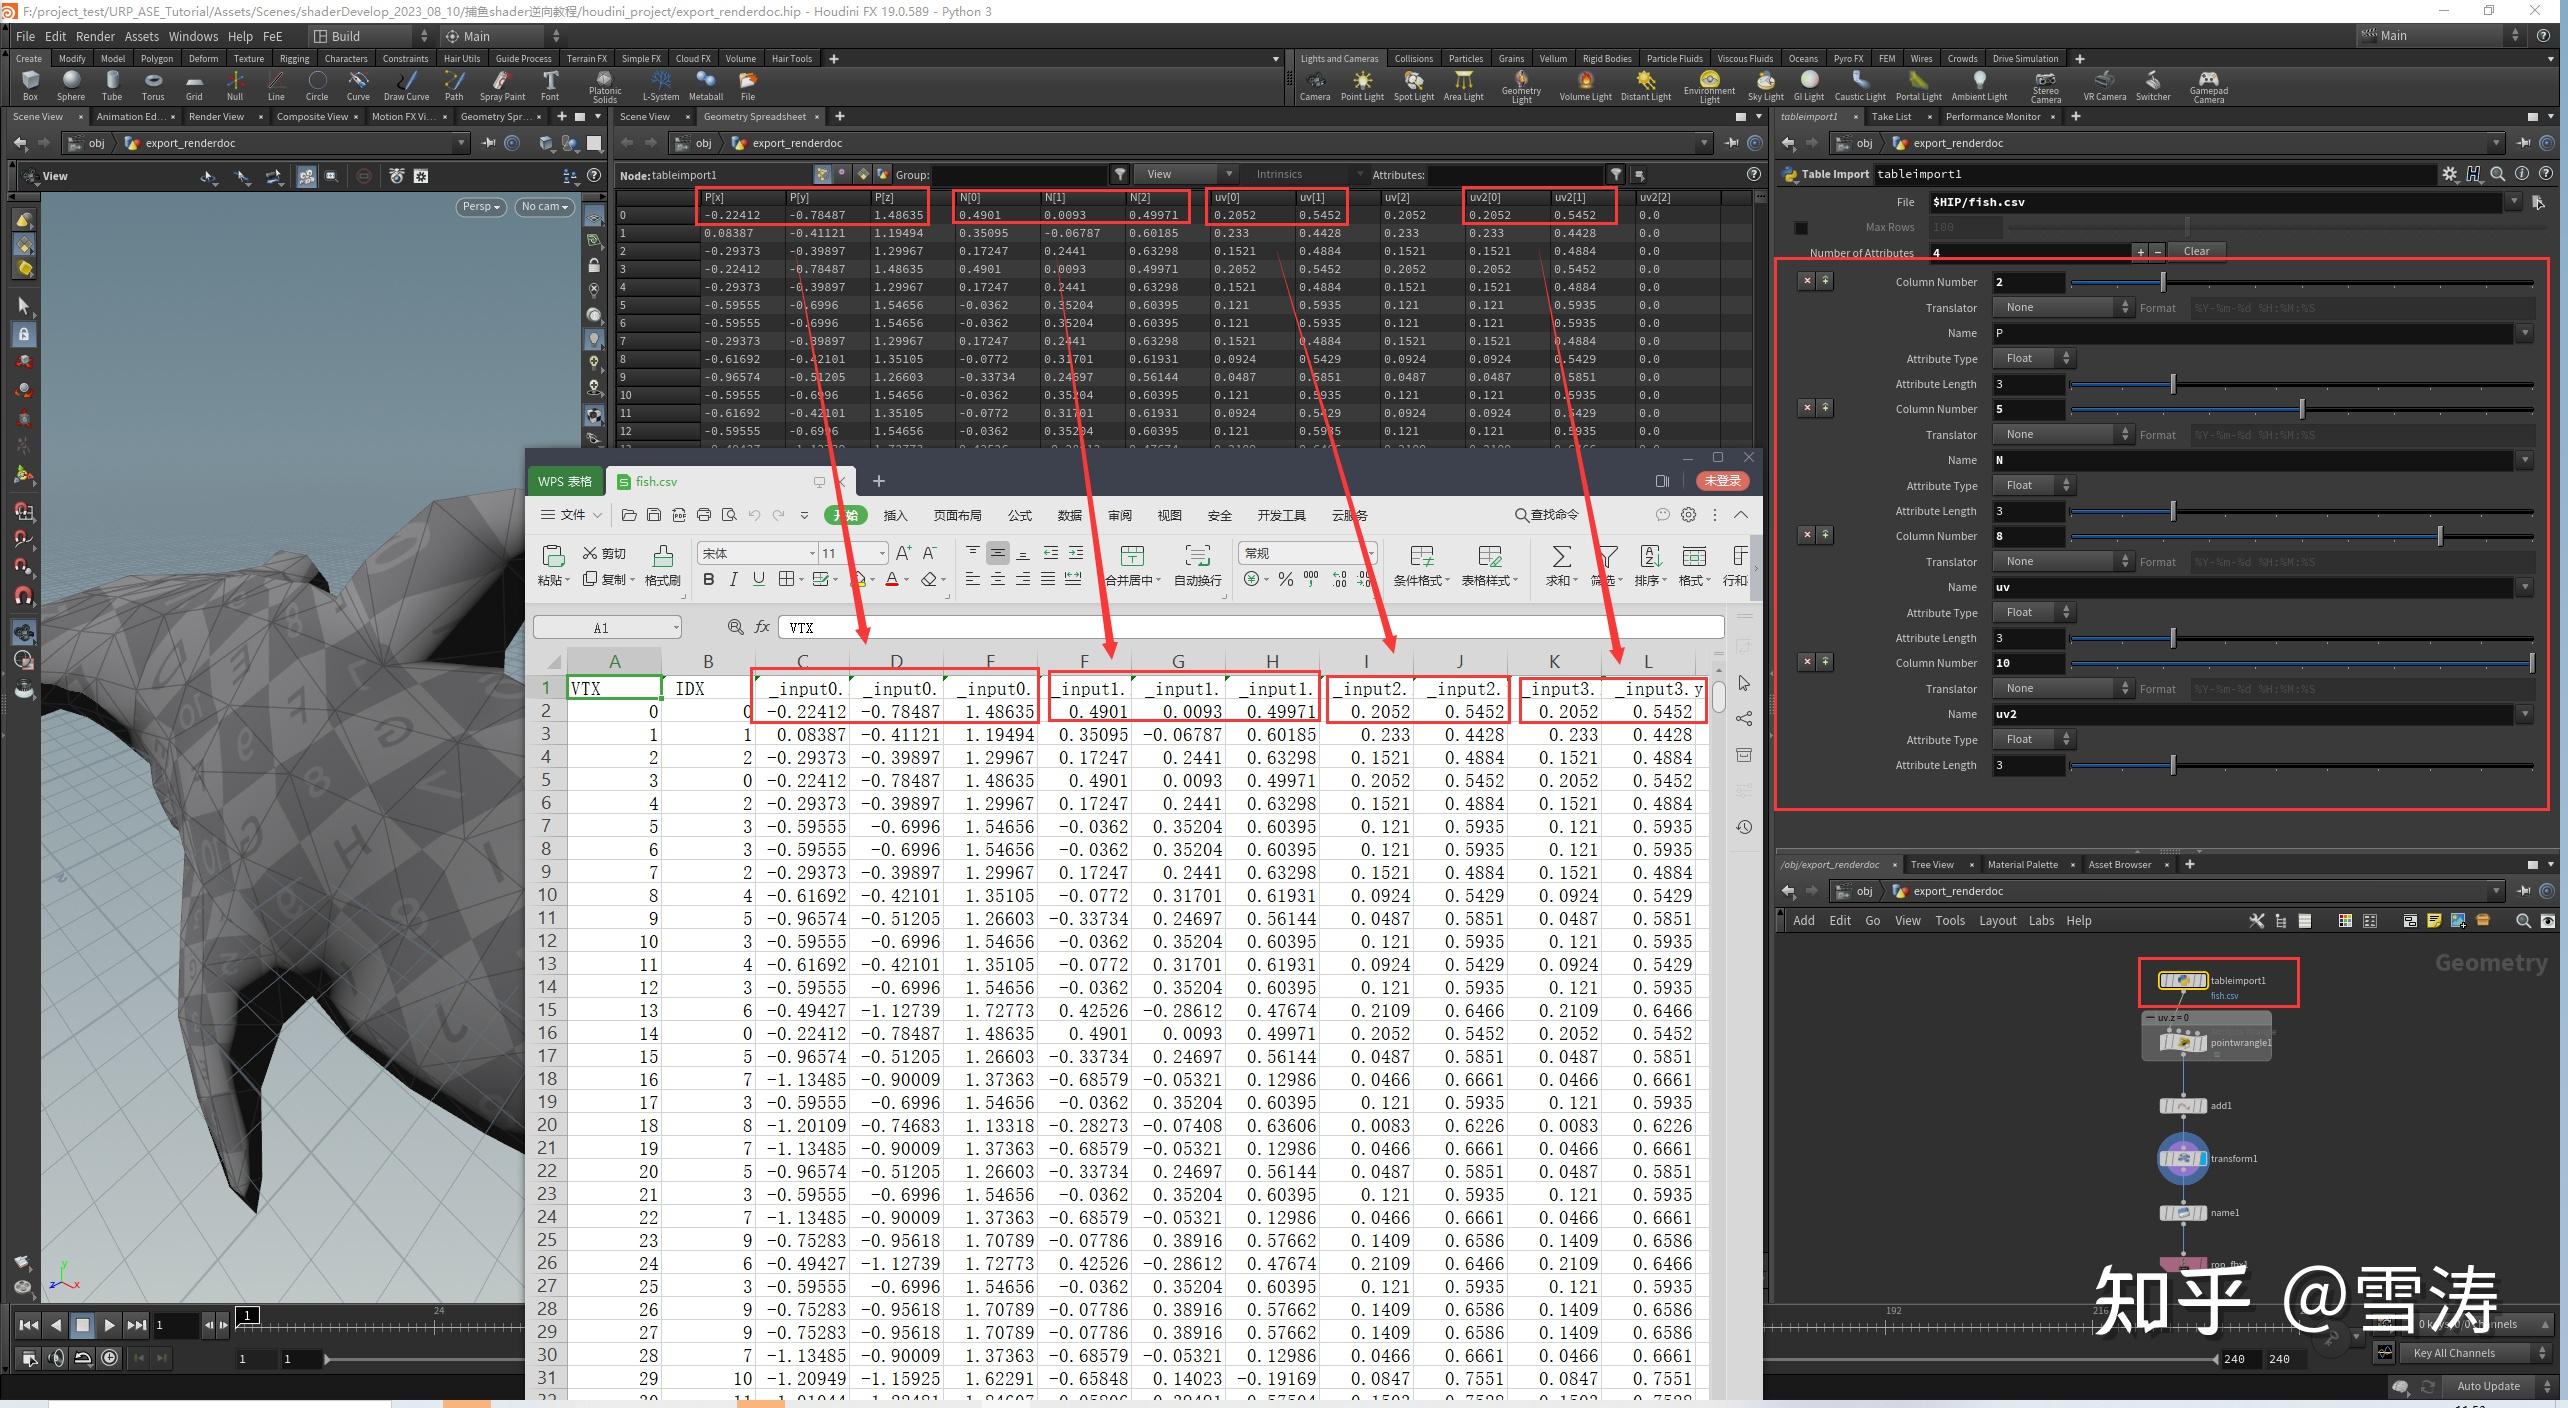 F:/project_test/URP_ASE_Tutorial/Assets/Scenes/shaderDevelop_2023_08_10/捕鱼shader逆向教程/houdini_project/export_renderdoc.hip - Houdini FX 19.0.589 - Python 3
File Edit Render Assets Windows Help FeE Build Main Main
Create Modify Model Polygon Deform Texture Rigging Characters Constraints Hair Utils Guide Process Terrain FX Simple FX Cloud FX Volume Hair Tools
Lights and Cameras Collisions Particles Grains Vellum Rigid Bodies Particle Fluids Viscous Fluids Oceans Pyro FX FEM Wires Crowds Drive Simulation
Box Sphere Tube Torus Grid Null Line Circle Curve Draw Curve Path Spray Paint Font Platonic Solids L-System Metaball File
Camera Point Light Spot Light Area Light Geometry Light Volume Light Distant Light Environment Light Sky Light GI Light Caustic Light Portal Light Ambient Light Stereo Camera VR Camera Switcher Gamepad Camera
Scene View Animation Ed... Render View Composite View Motion FX Vi... Geometry Spr...
obj export_renderdoc
View
Persp No cam
Scene View Geometry Spreadsheet
obj export_renderdoc
Node: tableimport1 Group: View Intrinsics Attributes:
P[x] P[y] P[z] N[0] N[1] N[2] uv[0] uv[1] uv[2] uv2[0] uv2[1] uv2[2]
0 -0.22412 -0.78487 1.48635 0.4901 0.0093 0.49971 0.2052 0.5452 0.2052 0.2052 0.5452 0.0
1 0.08387 -0.41121 1.19494 0.35095 -0.06787 0.60185 0.233 0.4428 0.233 0.233 0.4428 0.0
2 -0.29373 -0.39897 1.29967 0.17247 0.2441 0.63298 0.1521 0.4884 0.1521 0.1521 0.4884 0.0
3 -0.22412 -0.78487 1.48635 0.4901 0.0093 0.49971 0.2052 0.5452 0.2052 0.2052 0.5452 0.0
4 -0.29373 -0.39897 1.29967 0.17247 0.2441 0.63298 0.1521 0.4884 0.1521 0.1521 0.4884 0.0
5 -0.59555 -0.6996 1.54656 -0.0362 0.35204 0.60395 0.121 0.5935 0.121 0.121 0.5935 0.0
6 -0.59555 -0.6996 1.54656 -0.0362 0.35204 0.60395 0.121 0.5935 0.121 0.121 0.5935 0.0
7 -0.29373 -0.39897 1.29967 0.17247 0.2441 0.63298 0.1521 0.4884 0.1521 0.1521 0.4884 0.0
8 -0.61692 -0.42101 1.35105 -0.0772 0.31701 0.61931 0.0924 0.5429 0.0924 0.0924 0.5429 0.0
9 -0.96574 -0.51205 1.26603 -0.33734 0.24697 0.56144 0.0487 0.5851 0.0487 0.0487 0.5851 0.0
10 -0.59555 -0.6996 1.54656 -0.0362 0.35204 0.60395 0.121 0.5935 0.121 0.121 0.5935 0.0
11 -0.61692 -0.42101 1.35105 -0.0772 0.31701 0.61931 0.0924 0.5429 0.0924 0.0924 0.5429 0.0
12 -0.59555 -0.6996 1.54656 -0.0362 0.35204 0.60395 0.121 0.5935 0.121 0.121 0.5935 0.0
WPS 表格 fish.csv 未登录
文件 开始 插入 页面布局 公式 数据 审阅 视图 安全 开发工具 云服务 查找命令
粘贴 剪切 复制 格式刷 宋体 11 合并居中 自动换行 常规 条件格式 表格样式 求和 筛选 排序 格式 行和
A1 fx VTX
A B C D E F G H I J K L
1 VTX IDX _input0. _input0. _input0. _input1. _input1. _input1. _input2. _input2. _input3. _input3.y
2 0 0 -0.22412 -0.78487 1.48635 0.4901 0.0093 0.49971 0.2052 0.5452 0.2052 0.5452
3 1 1 0.08387 -0.41121 1.19494 0.35095 -0.06787 0.60185 0.233 0.4428 0.233 0.4428
4 2 2 -0.29373 -0.39897 1.29967 0.17247 0.2441 0.63298 0.1521 0.4884 0.1521 0.4884
5 3 0 -0.22412 -0.78487 1.48635 0.4901 0.0093 0.49971 0.2052 0.5452 0.2052 0.5452
6 4 2 -0.29373 -0.39897 1.29967 0.17247 0.2441 0.63298 0.1521 0.4884 0.1521 0.4884
7 5 3 -0.59555 -0.6996 1.54656 -0.0362 0.35204 0.60395 0.121 0.5935 0.121 0.5935
8 6 3 -0.59555 -0.6996 1.54656 -0.0362 0.35204 0.60395 0.121 0.5935 0.121 0.5935
9 7 2 -0.29373 -0.39897 1.29967 0.17247 0.2441 0.63298 0.1521 0.4884 0.1521 0.4884
10 8 4 -0.61692 -0.42101 1.35105 -0.0772 0.31701 0.61931 0.0924 0.5429 0.0924 0.5429
11 9 5 -0.96574 -0.51205 1.26603 -0.33734 0.24697 0.56144 0.0487 0.5851 0.0487 0.5851
12 10 3 -0.59555 -0.6996 1.54656 -0.0362 0.35204 0.60395 0.121 0.5935 0.121 0.5935
13 11 4 -0.61692 -0.42101 1.35105 -0.0772 0.31701 0.61931 0.0924 0.5429 0.0924 0.5429
14 12 3 -0.59555 -0.6996 1.54656 -0.0362 0.35204 0.60395 0.121 0.5935 0.121 0.5935
15 13 6 -0.49427 -1.12739 1.72773 0.42526 -0.28612 0.47674 0.2109 0.6466 0.2109 0.6466
16 14 0 -0.22412 -0.78487 1.48635 0.4901 0.0093 0.49971 0.2052 0.5452 0.2052 0.5452
17 15 5 -0.96574 -0.51205 1.26603 -0.33734 0.24697 0.56144 0.0487 0.5851 0.0487 0.5851
18 16 7 -1.13485 -0.90009 1.37363 -0.68579 -0.05321 0.12986 0.0466 0.6661 0.0466 0.6661
19 17 3 -0.59555 -0.6996 1.54656 -0.0362 0.35204 0.60395 0.121 0.5935 0.121 0.5935
20 18 8 -1.20109 -0.74683 1.13318 -0.28273 -0.07408 0.63606 0.0083 0.6226 0.0083 0.6226
21 19 7 -1.13485 -0.90009 1.37363 -0.68579 -0.05321 0.12986 0.0466 0.6661 0.0466 0.6661
22 20 5 -0.96574 -0.51205 1.26603 -0.33734 0.24697 0.56144 0.0487 0.5851 0.0487 0.5851
23 21 3 -0.59555 -0.6996 1.54656 -0.0362 0.35204 0.60395 0.121 0.5935 0.121 0.5935
24 22 7 -1.13485 -0.90009 1.37363 -0.68579 -0.05321 0.12986 0.0466 0.6661 0.0466 0.6661
25 23 9 -0.75283 -0.95618 1.70789 -0.07786 0.38916 0.57662 0.1409 0.6586 0.1409 0.6586
26 24 6 -0.49427 -1.12739 1.72773 0.42526 -0.28612 0.47674 0.2109 0.6466 0.2109 0.6466
27 25 3 -0.59555 -0.6996 1.54656 -0.0362 0.35204 0.60395 0.121 0.5935 0.121 0.5935
28 26 9 -0.75283 -0.95618 1.70789 -0.07786 0.38916 0.57662 0.1409 0.6586 0.1409 0.6586
29 27 9 -0.75283 -0.95618 1.70789 -0.07786 0.38916 0.57662 0.1409 0.6586 0.1409 0.6586
30 28 7 -1.13485 -0.90009 1.37363 -0.68579 -0.05321 0.12986 0.0466 0.6661 0.0466 0.6661
31 29 10 -1.20949 -1.15925 1.62291 -0.65848 0.14023 -0.19169 0.0847 0.7551 0.0847 0.7551
tableimport1 Take List Performance Monitor
obj export_renderdoc
Table Import tableimport1
File $HIP/fish.csv
Max Rows 100
Number of Attributes 4 Clear
Column Number 2
Translator None Format %Y-%m-%d %H:%M:%S
Name P
Attribute Type Float
Attribute Length 3
Column Number 5
Translator None Format %Y-%m-%d %H:%M:%S
Name N
Attribute Type Float
Attribute Length 3
Column Number 8
Translator None Format %Y-%m-%d %H:%M:%S
Name uv
Attribute Type Float
Attribute Length 3
Column Number 10
Translator None Format %Y-%m-%d %H:%M:%S
Name uv2
Attribute Type Float
Attribute Length 3
/obj/export_renderdoc Tree View Material Palette Asset Browser
obj export_renderdoc
Add Edit Go View Tools Layout Labs Help
Geometry
tableimport1
fish.csv
uv.z = 0
pointwrangle1
add1
transform1
name1
知乎 @雪涛
1 1 24 192 216
1 1 240 240
Key All Channels
Auto Update